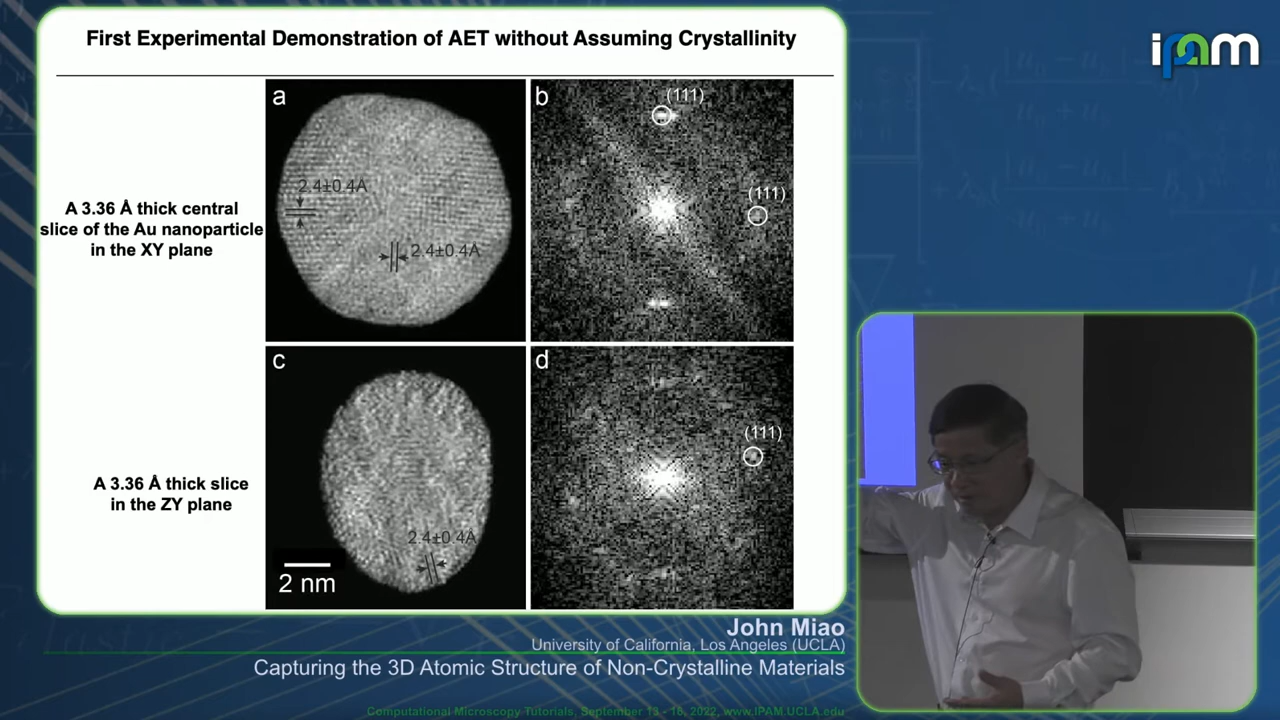 First Experimental Demonstration of AET without Assuming Crystallinity
ipam
a
b
(111)
(111)
2.4±0.4A
2.4±0.4A
A 3.36 Å thick central
slice of the Au nanoparticle
in the XY plane
c
d
(111)
2.4±0.4A
2 nm
A 3.36 Å thick slice
in the ZY plane
John Miao
University of California, Los Angeles (UCLA)
Capturing the 3D Atomic Structure of Non-Crystalline Materials
Computational Microscopy Tutorials, September 13 - 16, 2022, www.IPAM.UCLA.edu